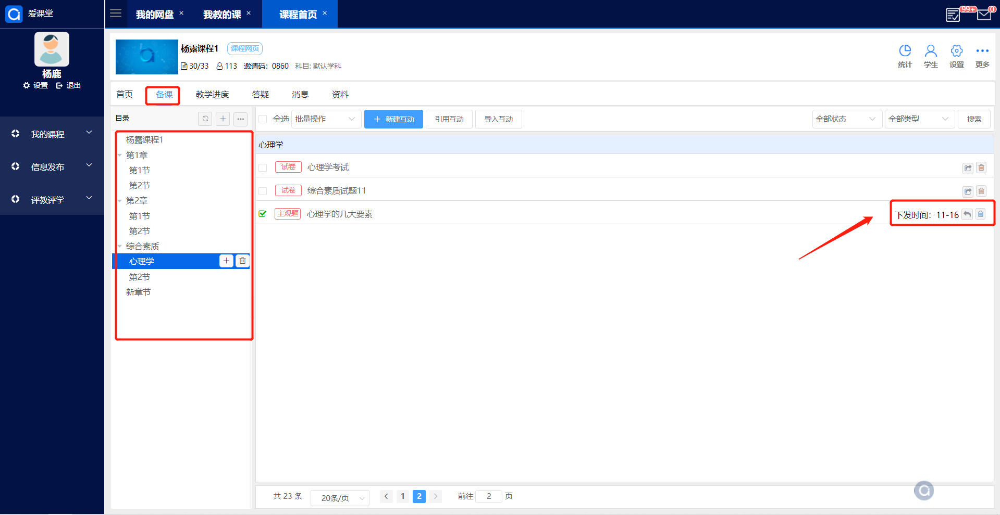 爱课堂
我的网盘 ×
我教的课 ×
课程首页 ×
99+
0
杨鹿
设置 退出
我的课程
信息发布
评教评学
杨露课程1 课程网页
30/33 113 邀请码：0860 科目: 默认学科
统计 学生 设置 更多
首页 备课 教学进度 答疑 消息 资料
目录
全选 批量操作 新建互动 引用互动 导入互动 全部状态 全部类型 搜索
杨露课程1
第1章
第1节
第2节
第2章
第1节
第2节
综合素质
心理学
第2节
新章节
心理学
试卷 心理学考试
试卷 综合素质试题11
主观题 心理学的几大要素 下发时间：11-16
共 23 条 20条/页 1 2 前往 2 页